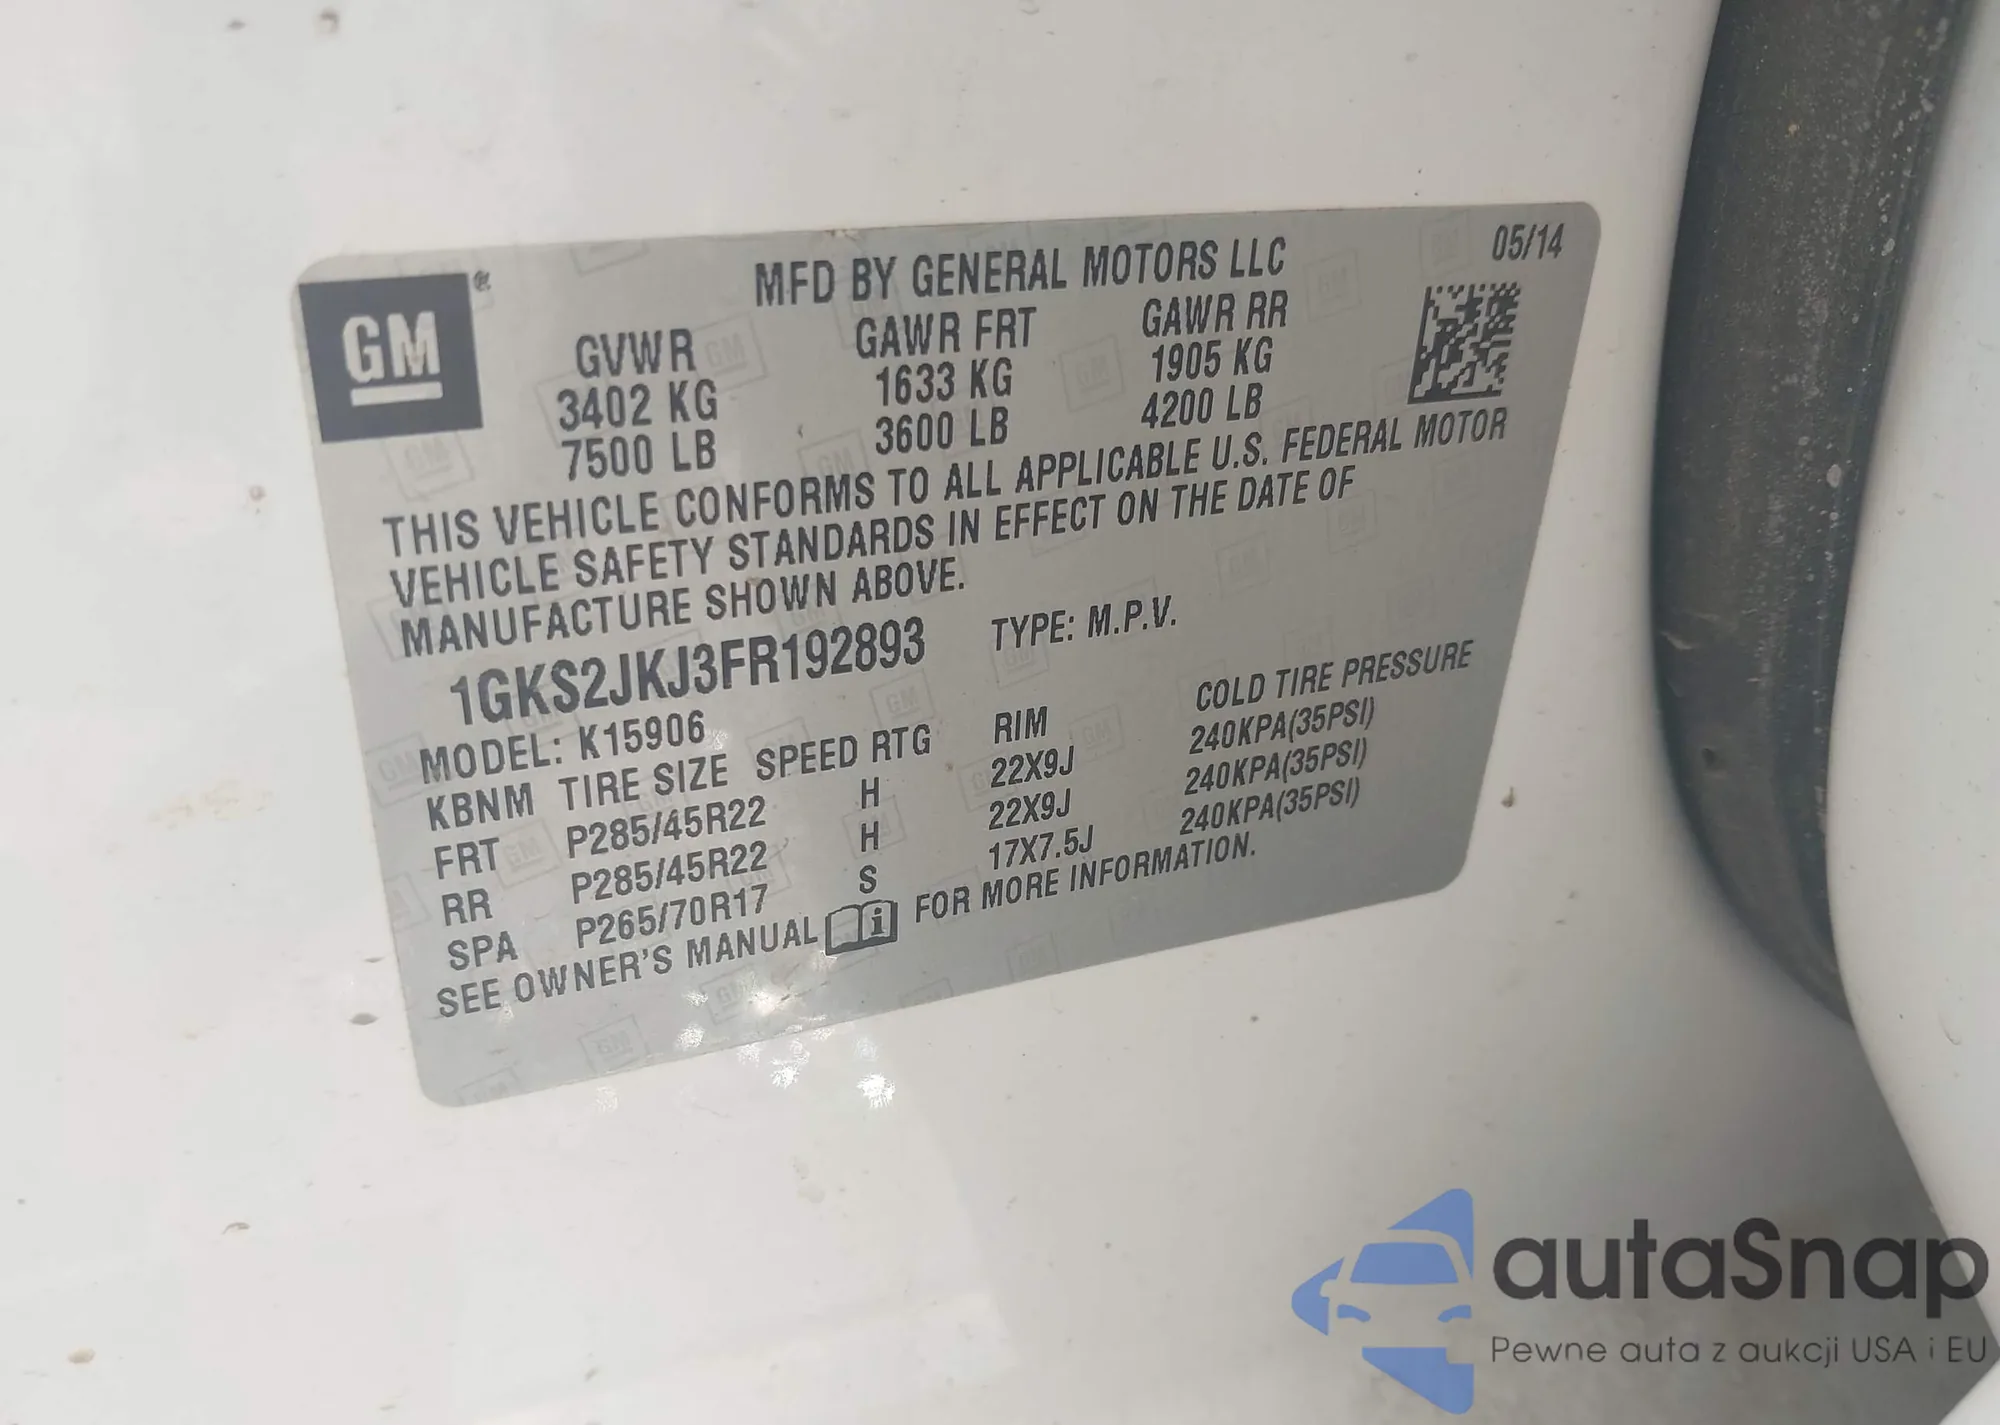 GM
MFD BY GENERAL MOTORS LLC 05/14
GVWR GAWR FRT GAWR RR
3402 KG 1633 KG 1905 KG
7500 LB 3600 LB 4200 LB
THIS VEHICLE CONFORMS TO ALL APPLICABLE U.S. FEDERAL MOTOR
VEHICLE SAFETY STANDARDS IN EFFECT ON THE DATE OF
MANUFACTURE SHOWN ABOVE.
1GKS2JKJ3FR192893 TYPE: M.P.V.
MODEL: K15906
KBNM TIRE SIZE SPEED RTG RIM COLD TIRE PRESSURE
FRT P285/45R22 H 22X9J 240KPA(35PSI)
RR P285/45R22 H 22X9J 240KPA(35PSI)
SPA P265/70R17 S 17X7.5J 240KPA(35PSI)
SEE OWNER'S MANUAL FOR MORE INFORMATION.
autaSnap
Pewne auta z aukcji USA i EU